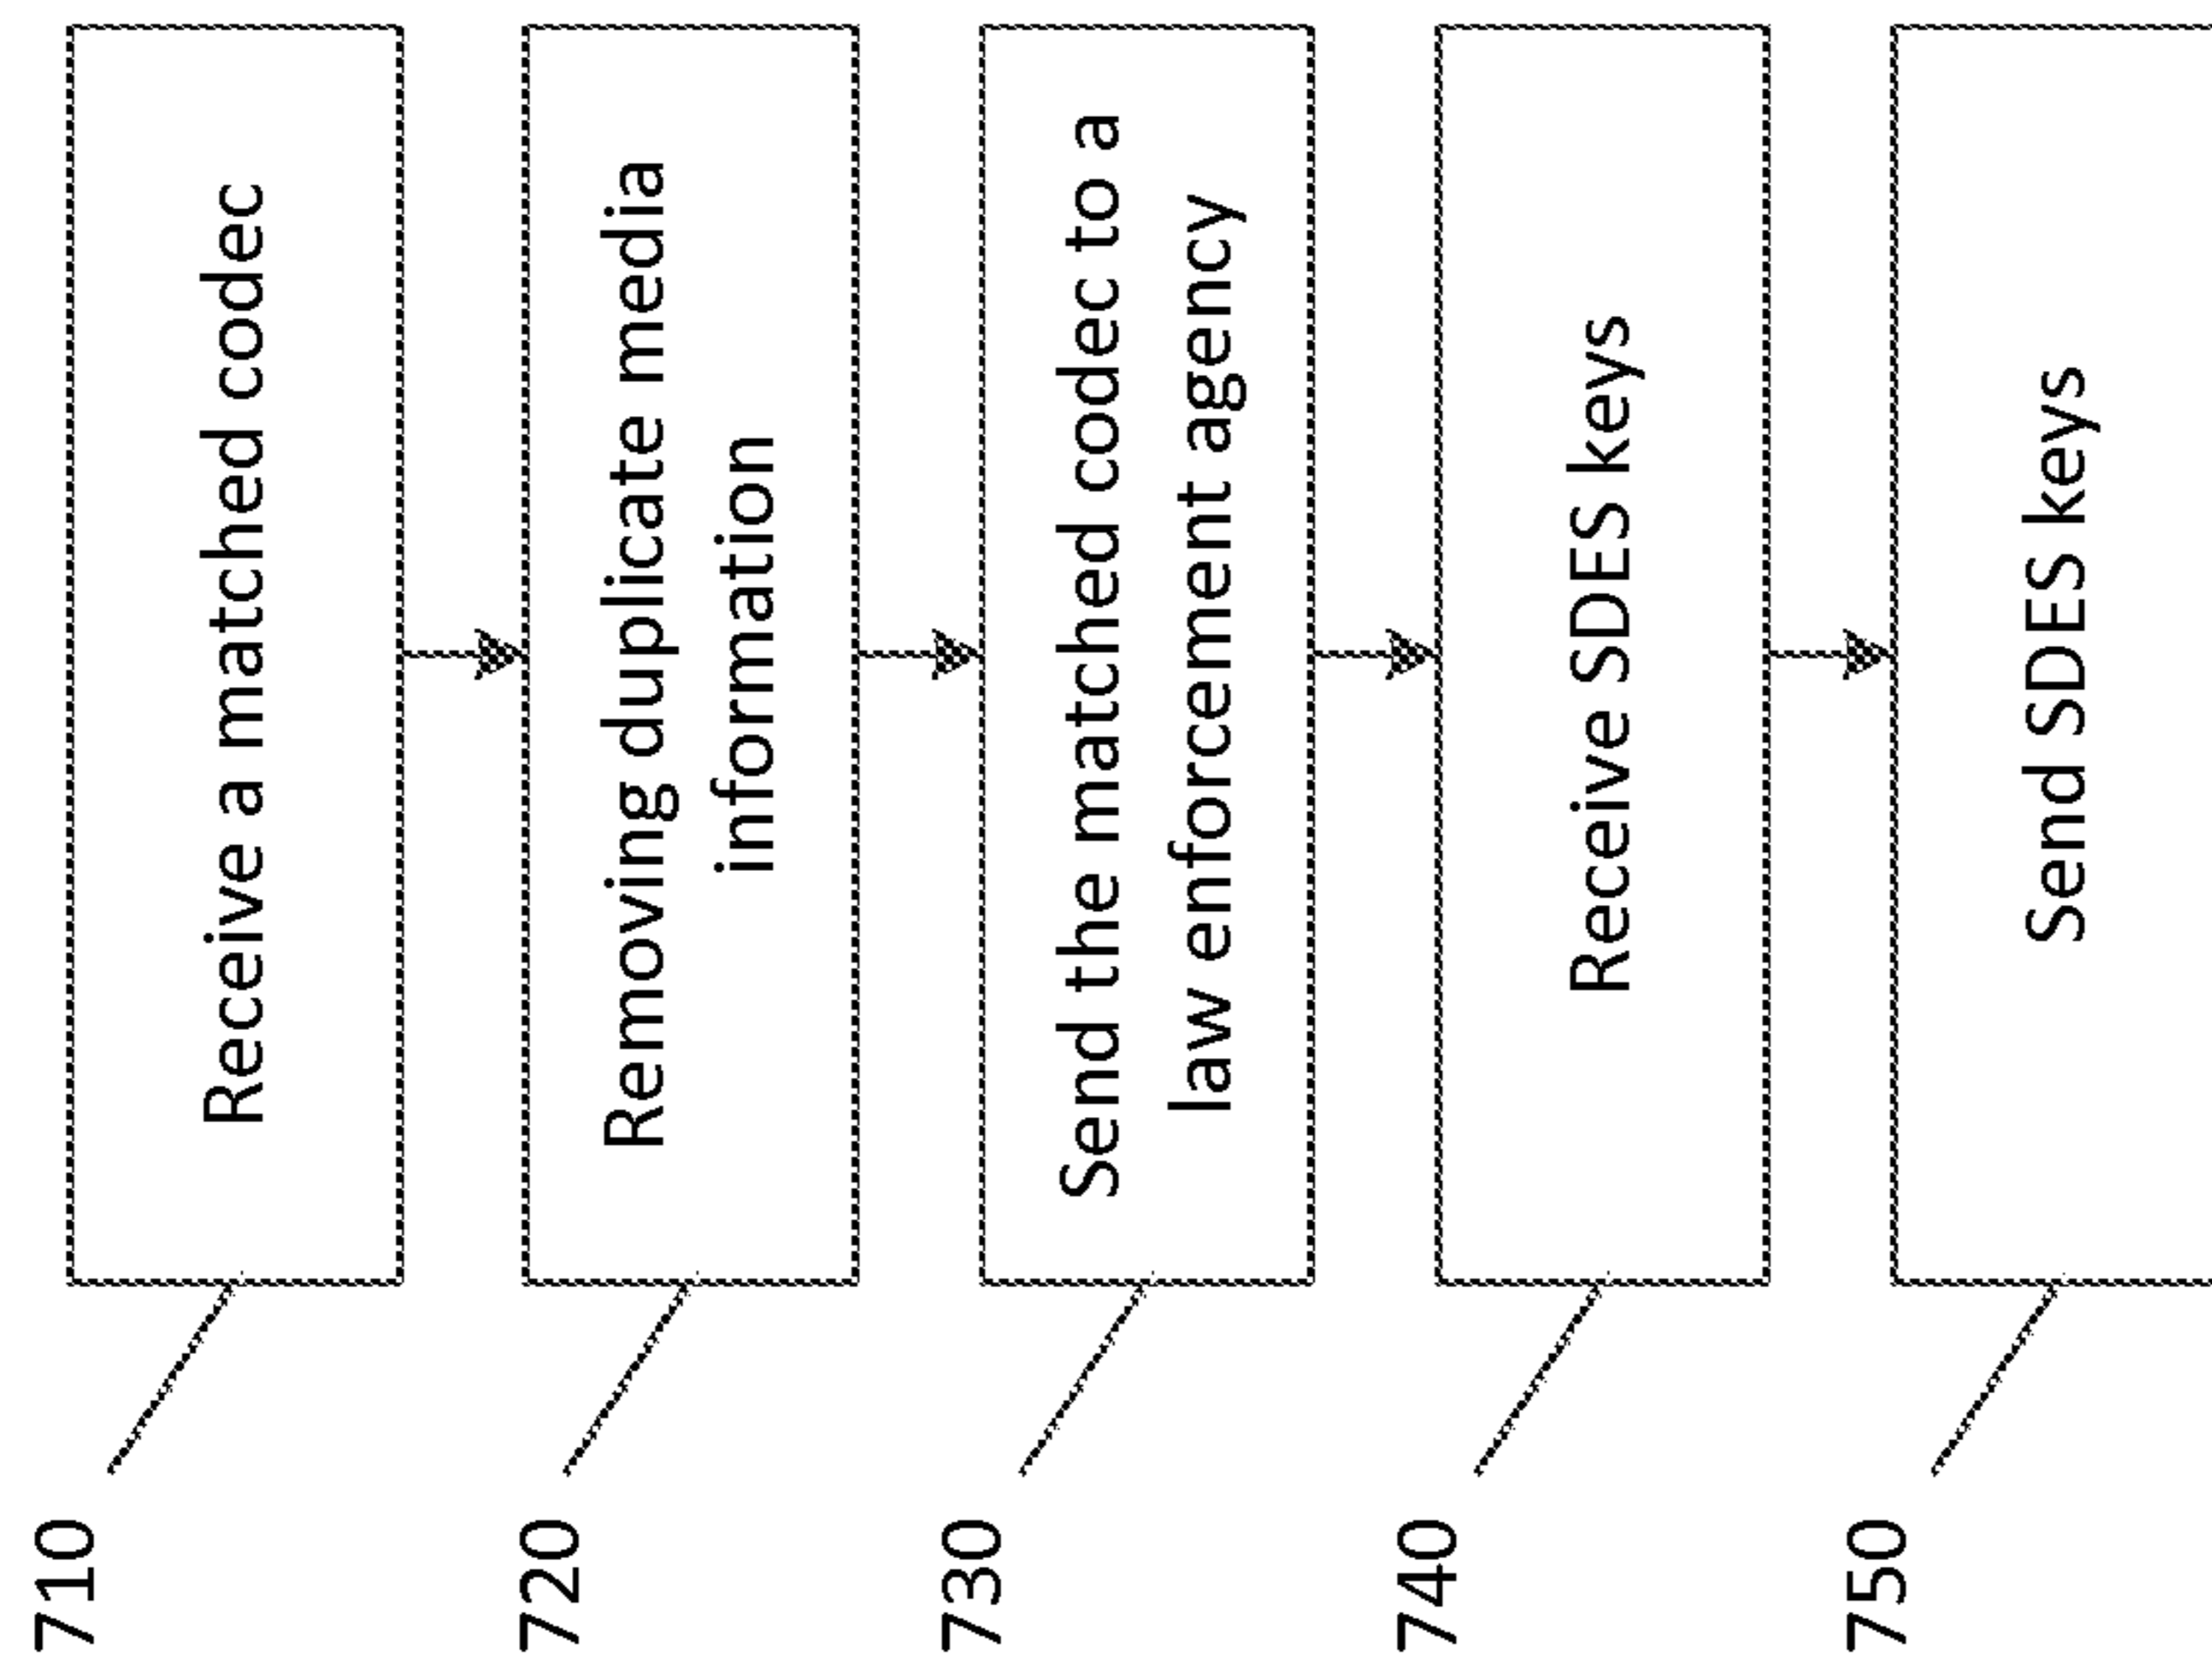 710
Receive a matched codec
720
Removing duplicate media
information
730
Send the matched codec to a
law enforcement agency
740
Receive SDES keys
750
Send SDES keys